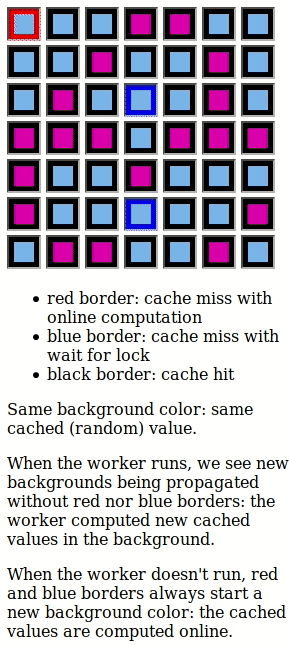 red border: cache miss with
online computation
blue border: cache miss with
wait for lock
black border: cache hit
Same background color: same
cached (random) value.
When the worker runs, we see new
backgrounds being propagated
without red nor blue borders: the
worker computed new cached
values in the background.
When the worker doesn't run, red
and blue borders always start a
new background color: the cached
values are computed online.